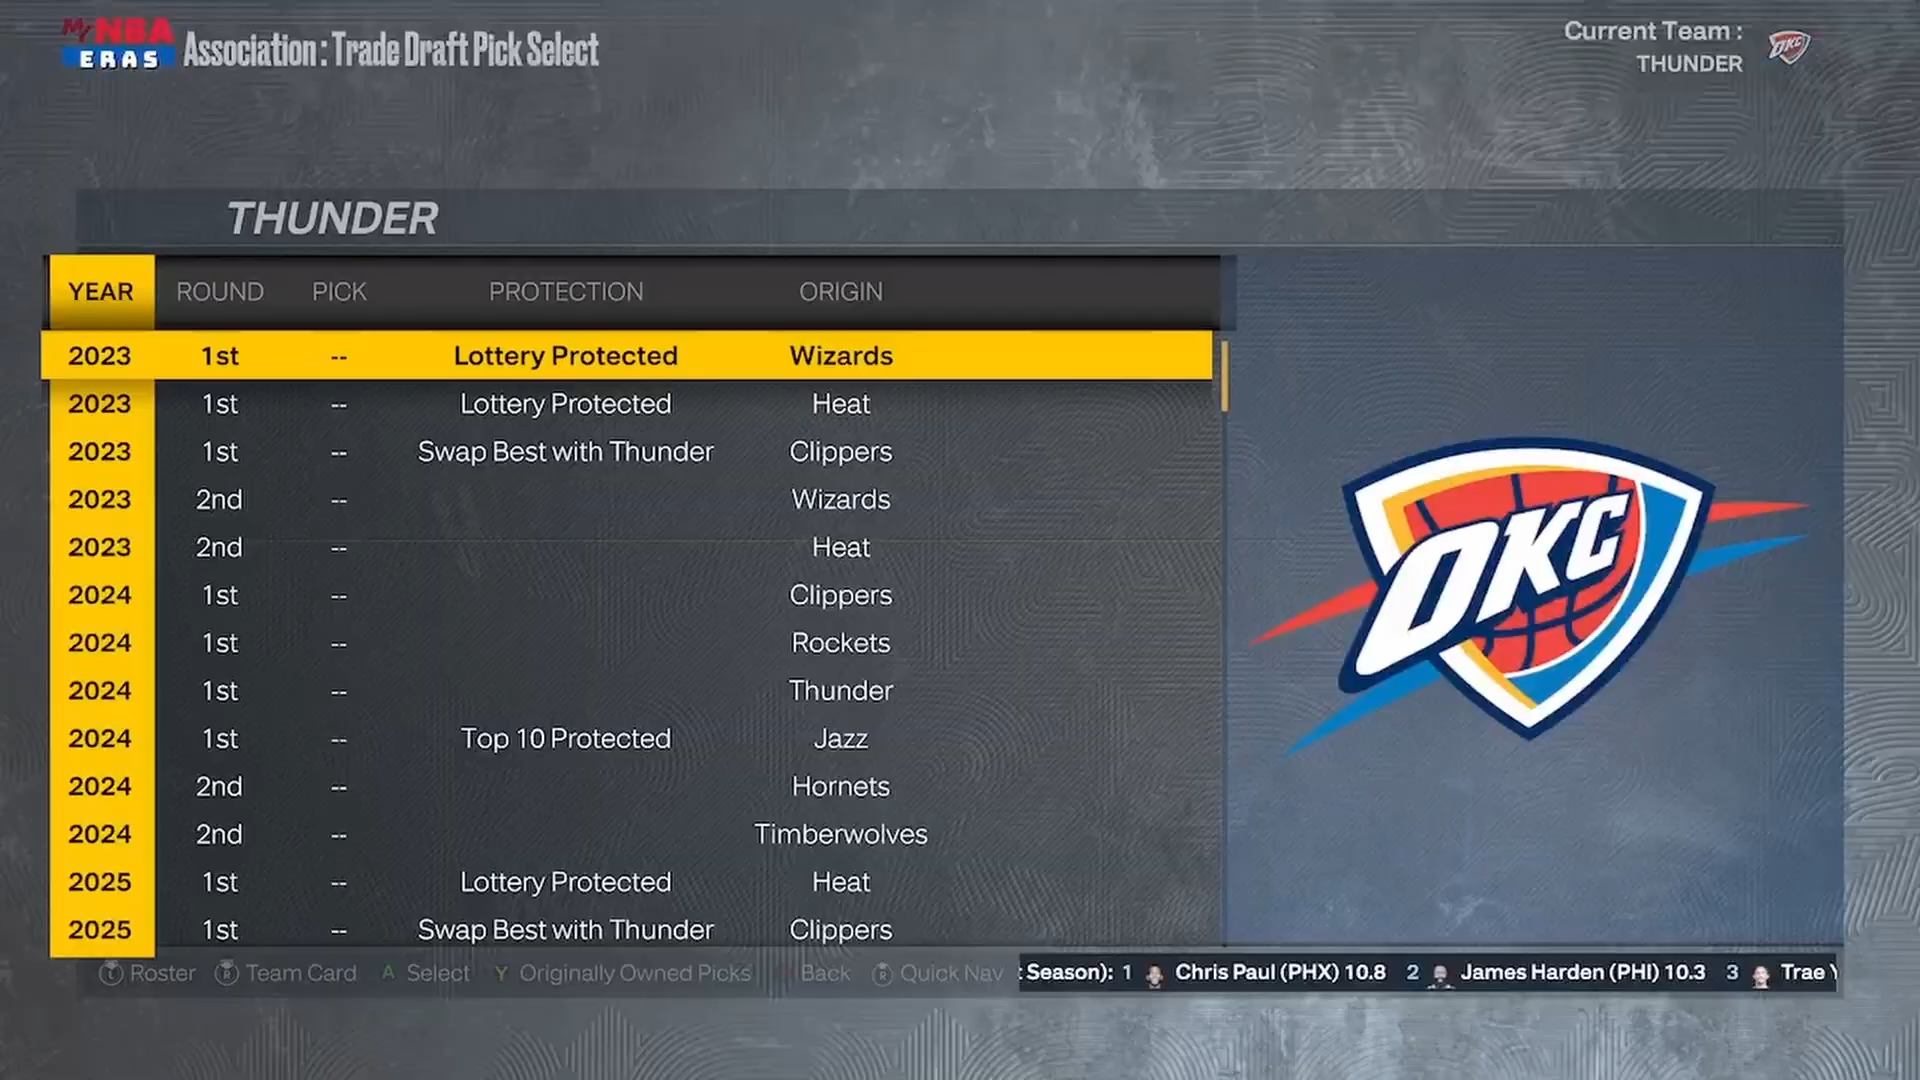 My NBA
ERAS
Association : Trade Draft Pick Select
Current Team :
THUNDER
OKC
THUNDER
YEAR ROUND PICK PROTECTION ORIGIN
2023 1st -- Lottery Protected Wizards
2023 1st -- Lottery Protected Heat
2023 1st -- Swap Best with Thunder Clippers
2023 2nd -- Wizards
2023 2nd -- Heat
2024 1st -- Clippers
2024 1st -- Rockets
2024 1st -- Thunder
2024 1st -- Top 10 Protected Jazz
2024 2nd -- Hornets
2024 2nd -- Timberwolves
2025 1st -- Lottery Protected Heat
2025 1st -- Swap Best with Thunder Clippers
OKC
L Roster R Team Card A Select Y Originally Owned Picks Back R Quick Nav
: Season): 1 Chris Paul (PHX) 10.8 2 James Harden (PHI) 10.3 3 Trae